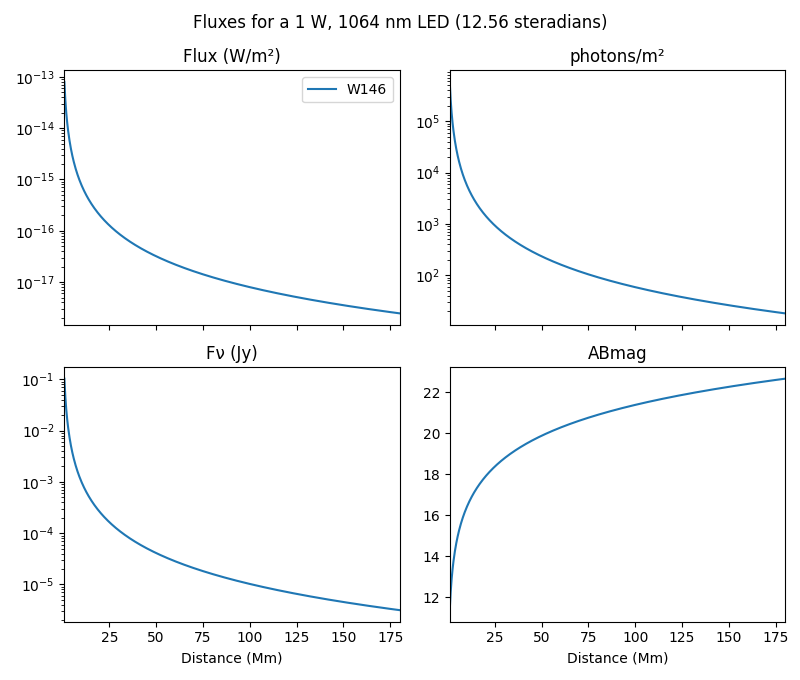 Fluxes for a 1 W, 1064 nm LED (12.56 steradians)
Flux (W/m²)
photons/m²
10⁻¹³
10⁻¹⁴
10⁻¹⁵
10⁻¹⁶
10⁻¹⁷
W146
10⁵
10⁴
10³
10²
Fν (Jy)
ABmag
10⁻¹
10⁻²
10⁻³
10⁻⁴
10⁻⁵
25 50 75 100 125 150 175
Distance (Mm)
22
20
18
16
14
12
25 50 75 100 125 150 175
Distance (Mm)